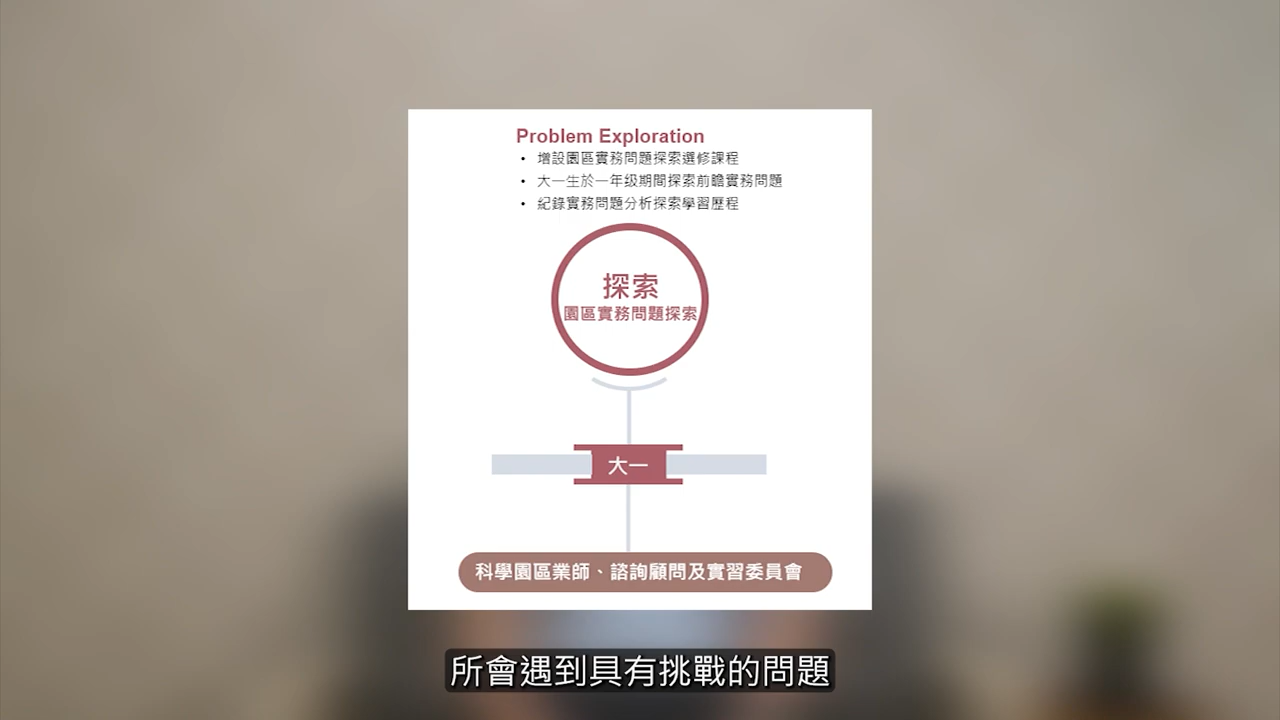 Problem Exploration
• 增設園區實務問題探索選修課程
• 大一生於一年级期間探索前瞻實務問題
• 紀錄實務問題分析探索學習歷程
探索
園區實務問題探索
大一
科學園區業師、諮詢顧問及實習委員會
所會遇到具有挑戰的問題